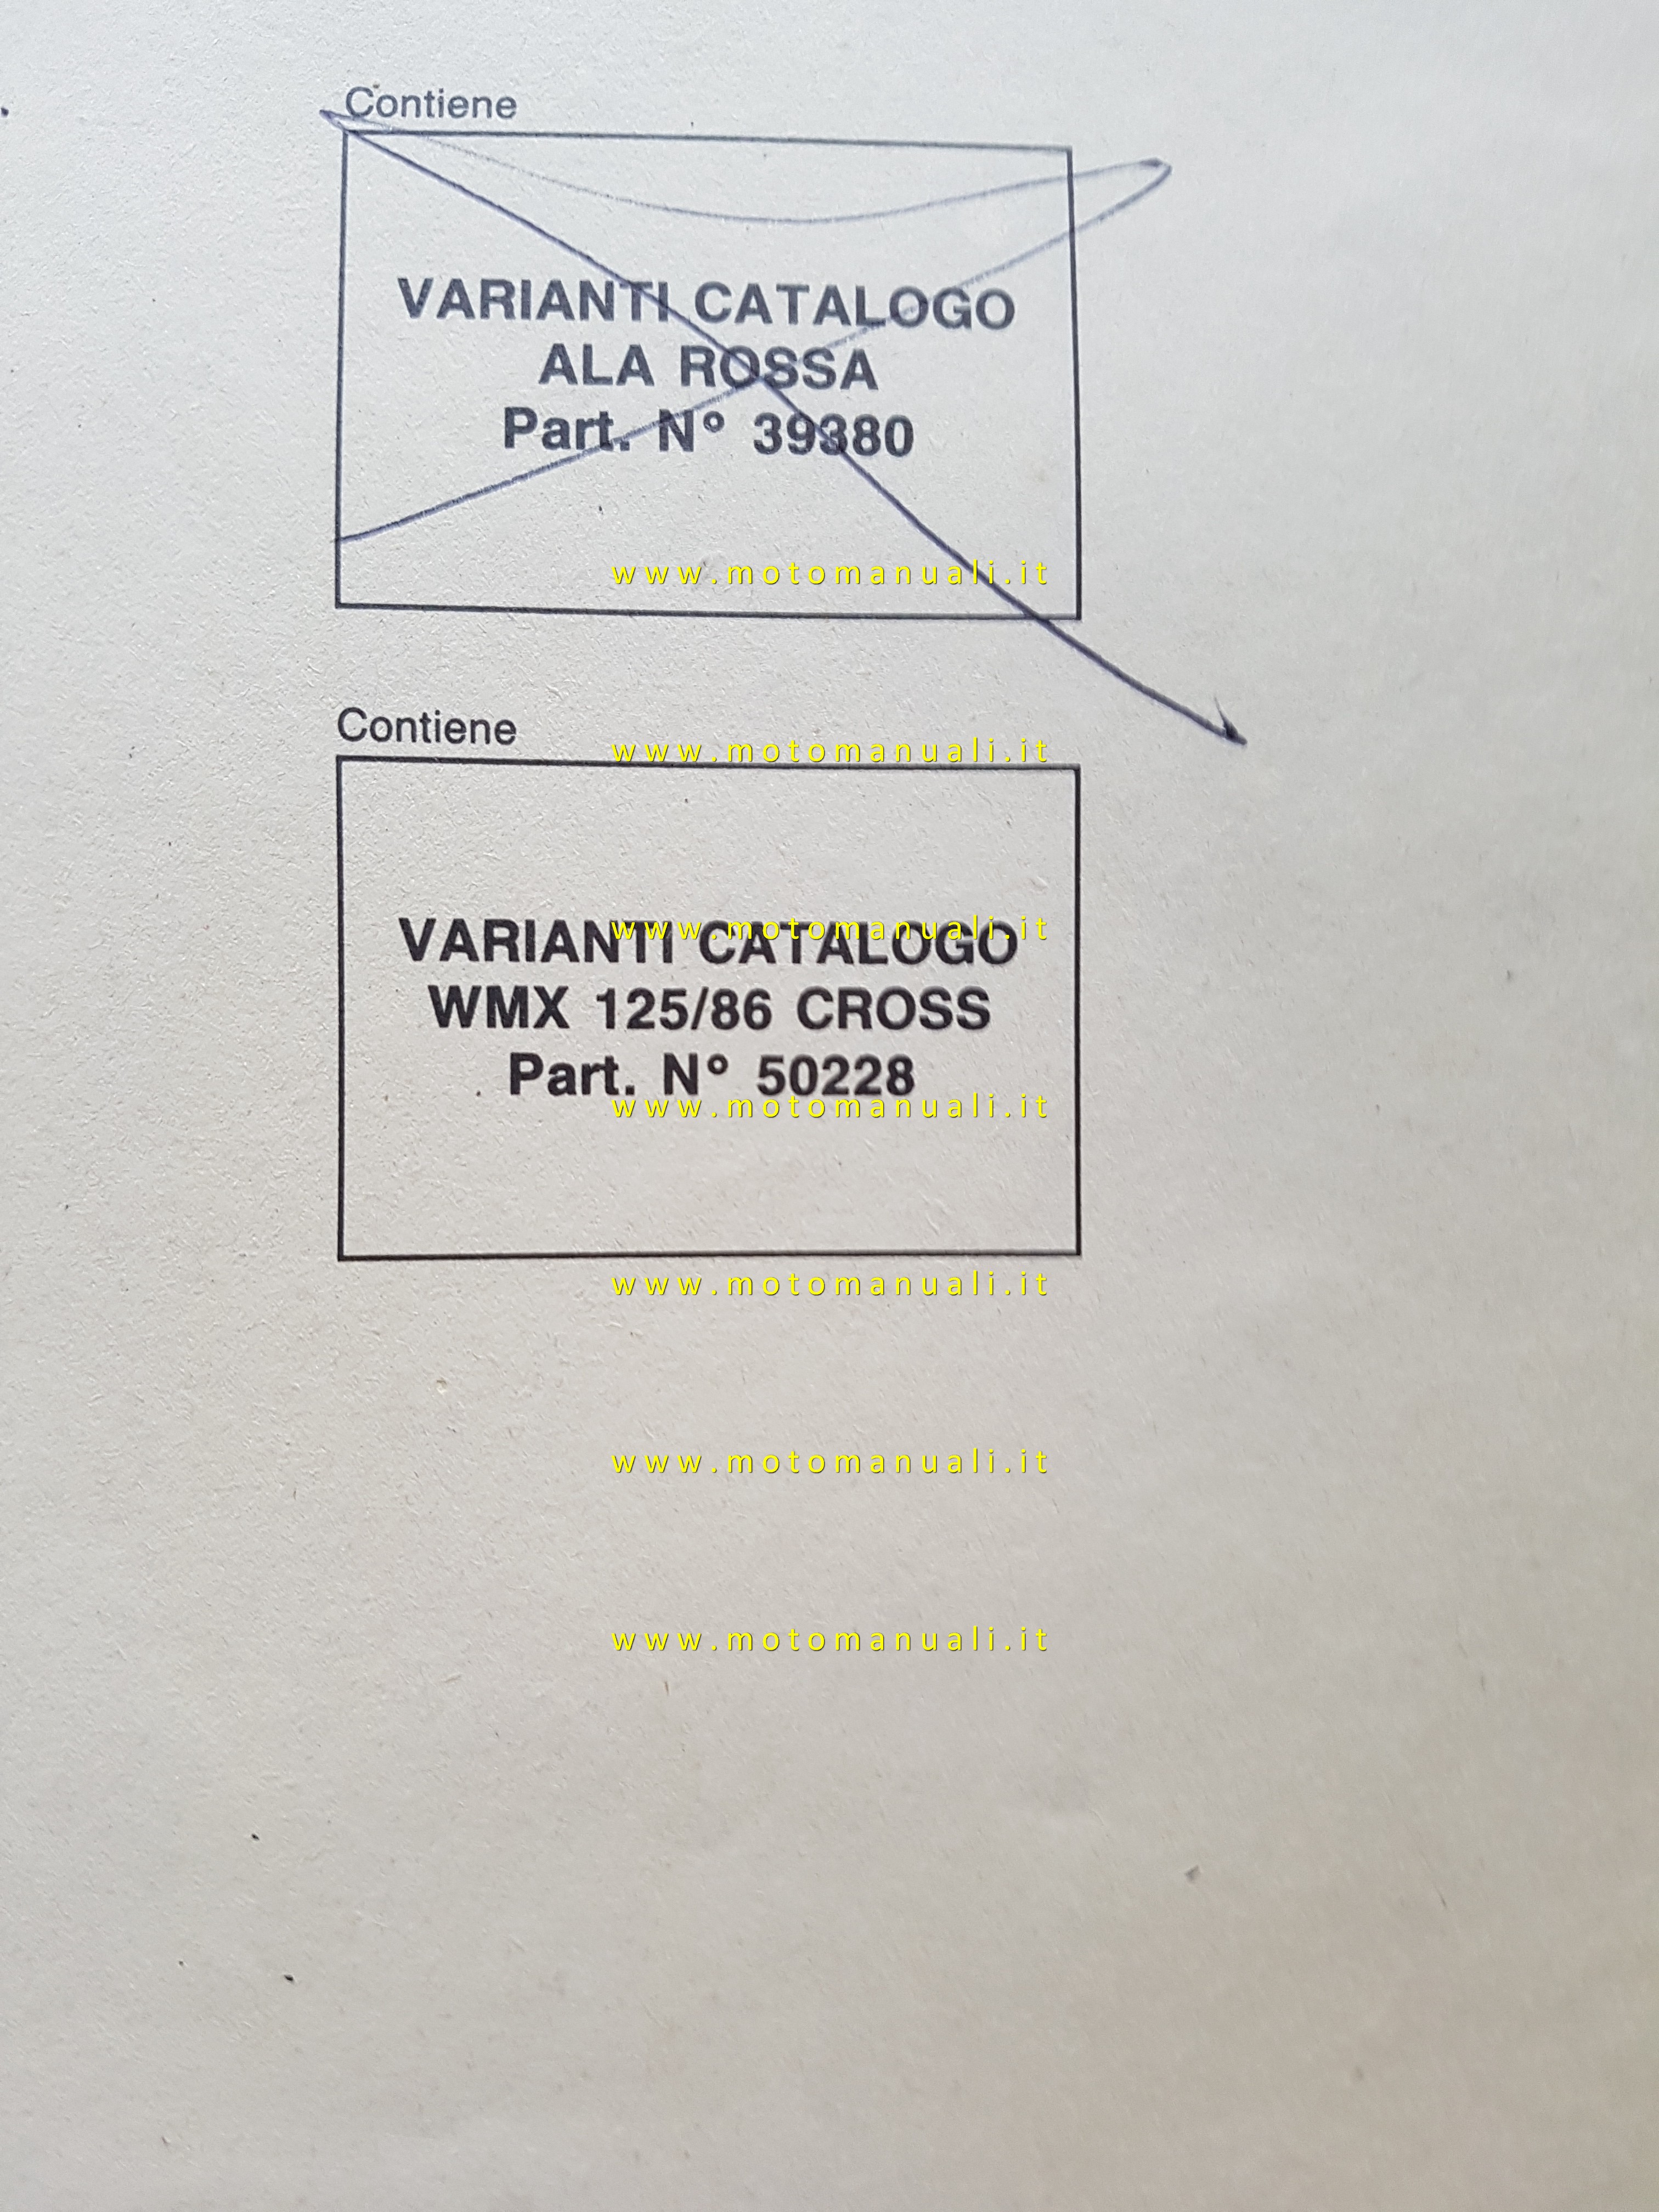 Contiene
VARIANTI CATALOGO
ALA ROSSA
Part. N° 39380
www.motomanuali.it
Contiene
www.motomanuali.it
www.motomanuali.it
VARIANTI CATALOGO
WMX 125/86 CROSS
Part. N° 50228
www.motomanuali.it
www.motomanuali.it
www.motomanuali.it
www.motomanuali.it